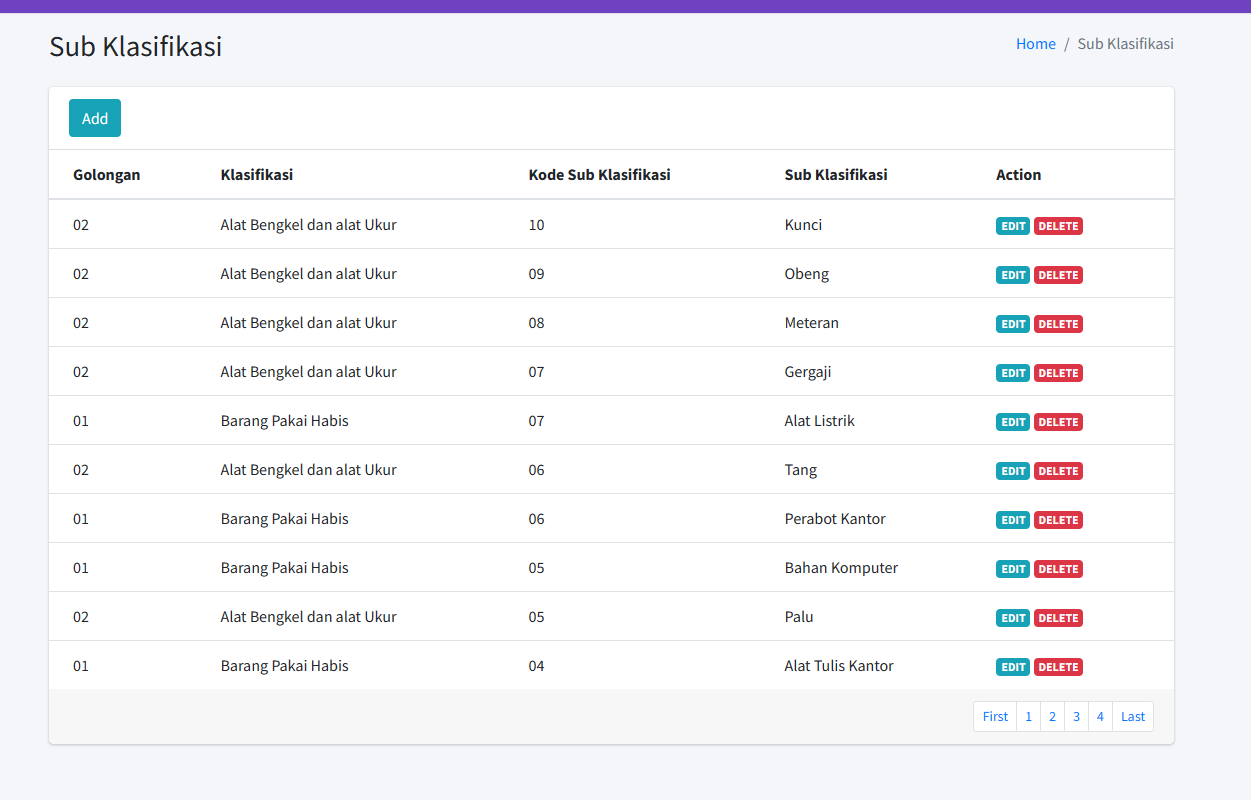 Sub Klasifikasi
Home / Sub Klasifikasi
Add
Golongan Klasifikasi Kode Sub Klasifikasi Sub Klasifikasi Action
02 Alat Bengkel dan alat Ukur 10 Kunci EDIT DELETE
02 Alat Bengkel dan alat Ukur 09 Obeng EDIT DELETE
02 Alat Bengkel dan alat Ukur 08 Meteran EDIT DELETE
02 Alat Bengkel dan alat Ukur 07 Gergaji EDIT DELETE
01 Barang Pakai Habis 07 Alat Listrik EDIT DELETE
02 Alat Bengkel dan alat Ukur 06 Tang EDIT DELETE
01 Barang Pakai Habis 06 Perabot Kantor EDIT DELETE
01 Barang Pakai Habis 05 Bahan Komputer EDIT DELETE
02 Alat Bengkel dan alat Ukur 05 Palu EDIT DELETE
01 Barang Pakai Habis 04 Alat Tulis Kantor EDIT DELETE
First 1 2 3 4 Last